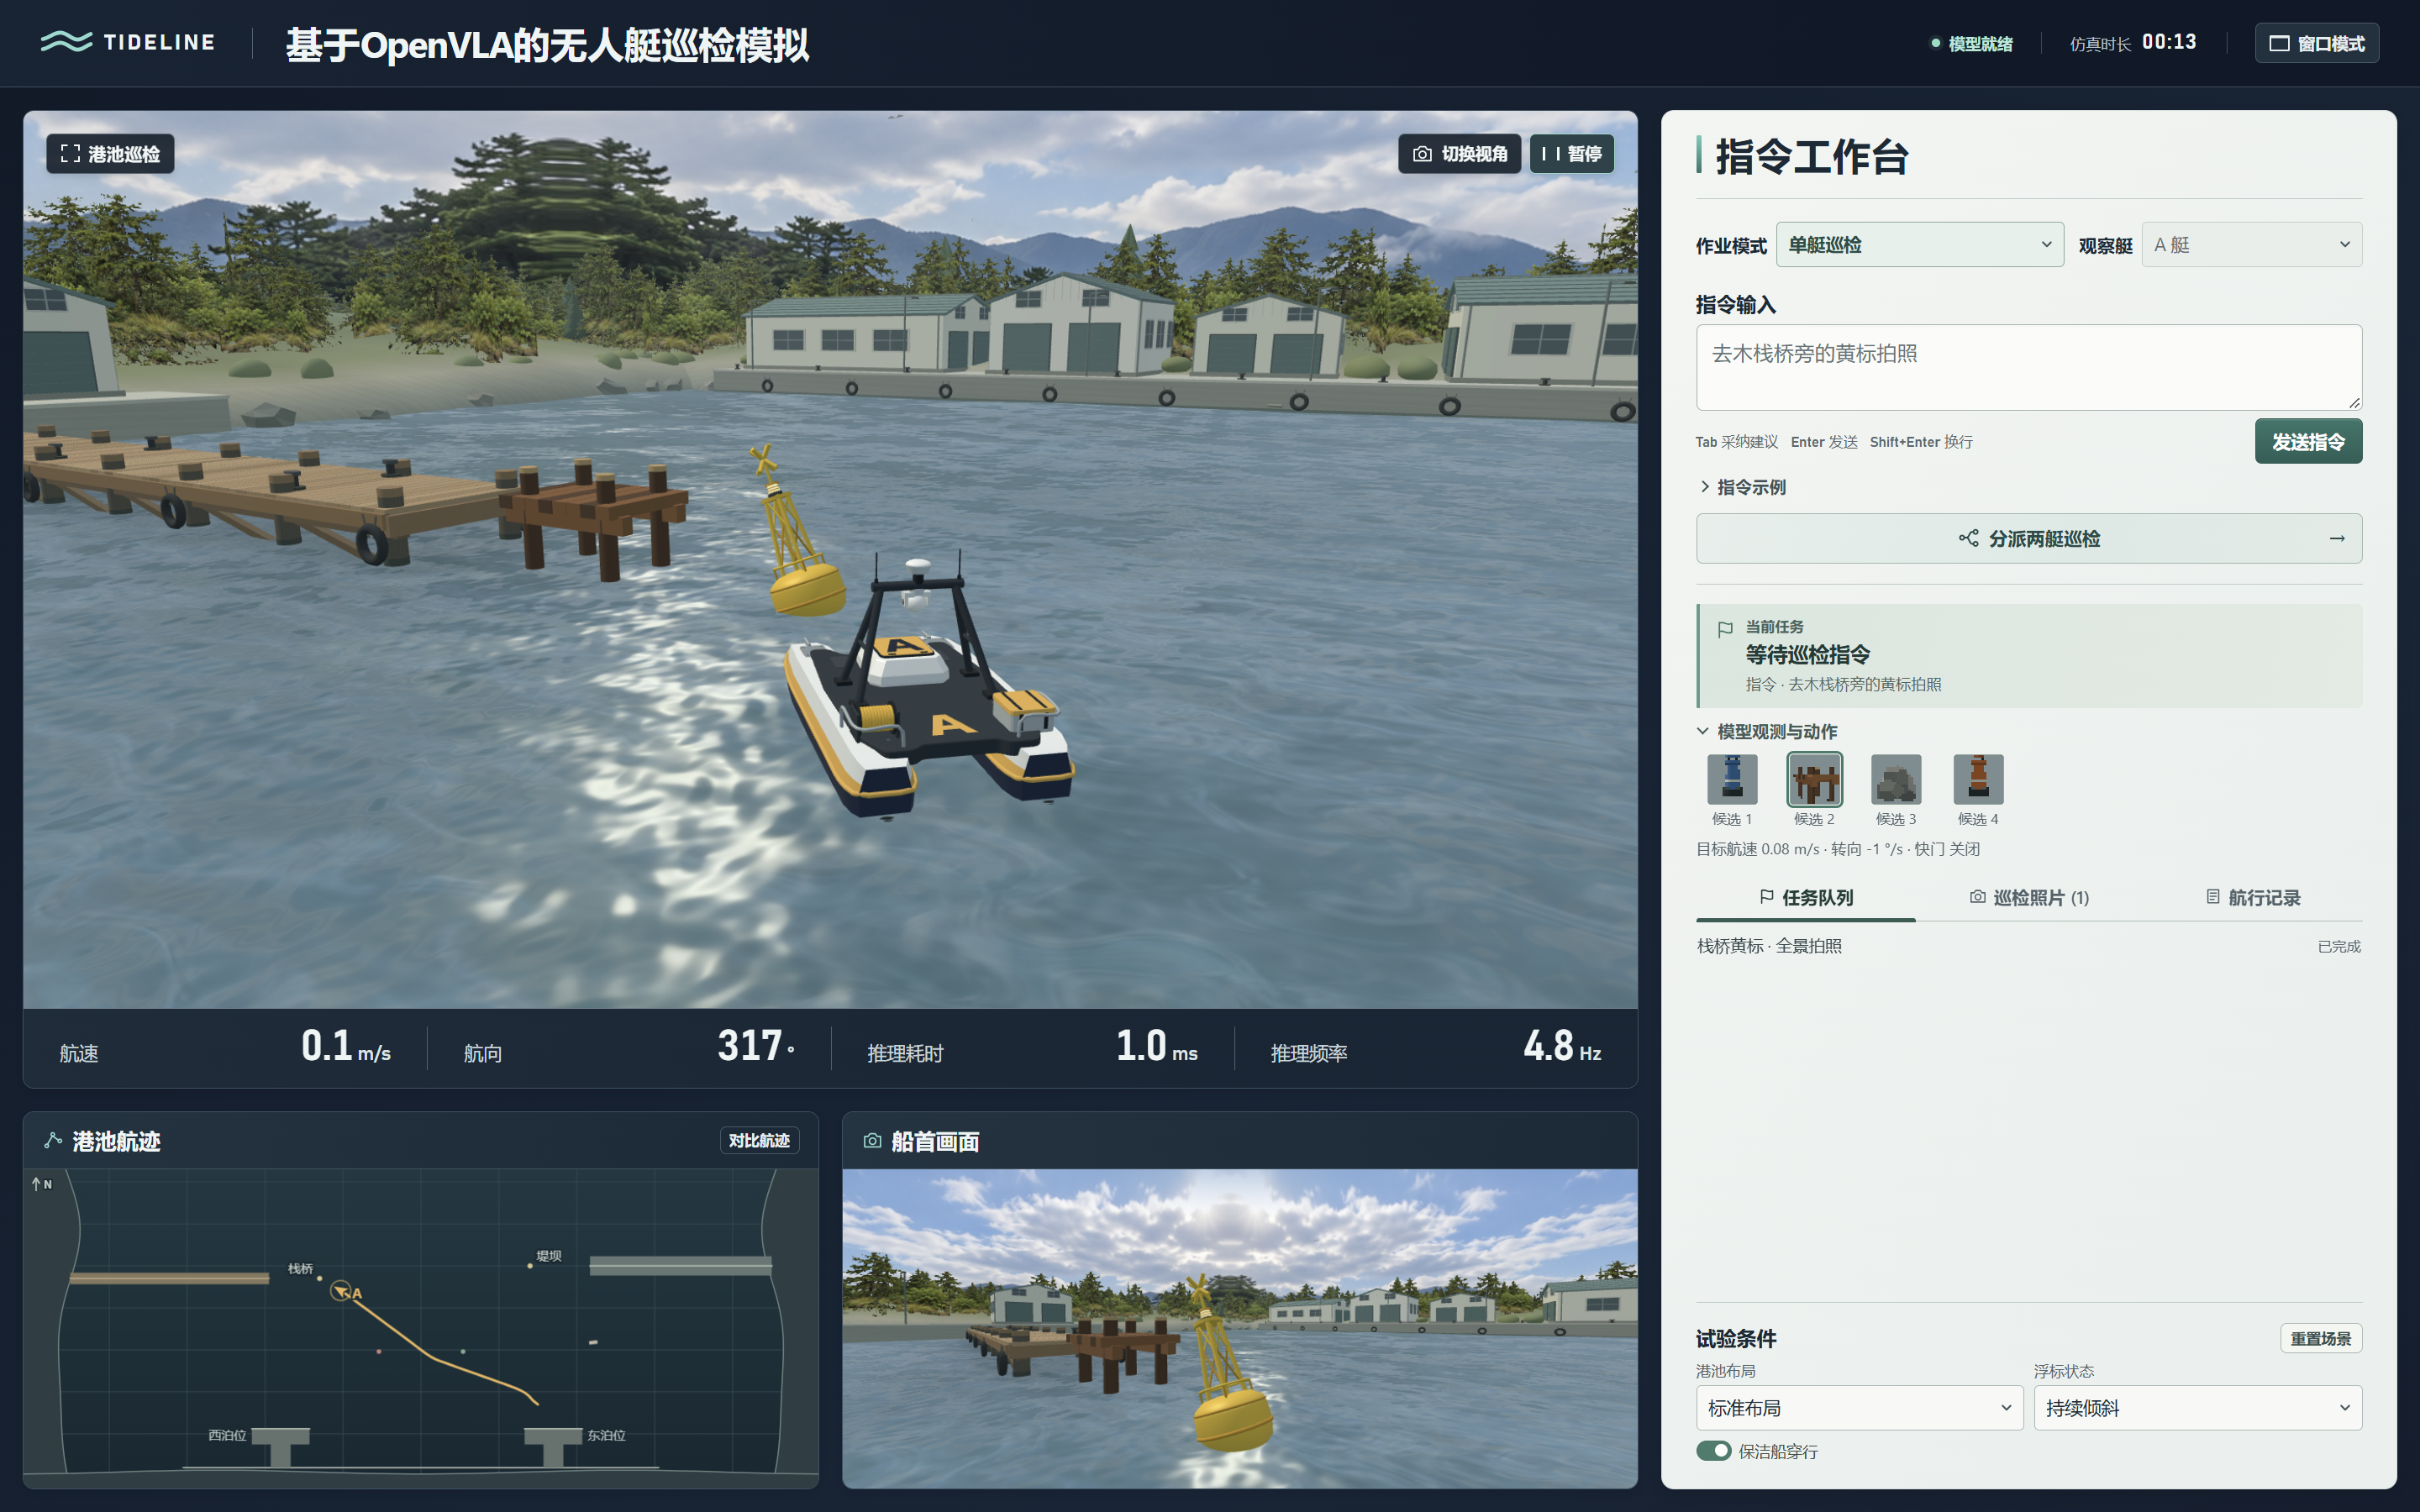 TIDELINE
基于OpenVLA的无人艇巡检模拟
模型就绪
仿真时长 00:13
窗口模式
港池巡检
切换视角
暂停
A
A
航速 0.1 m/s
航向 317°
推理耗时 1.0 ms
推理频率 4.8 Hz
港池航迹
对比航迹
N
栈桥
堤坝
A
西泊位
东泊位
船首画面
指令工作台
作业模式 单艇巡检 观察艇 A 艇
指令输入
去木栈桥旁的黄标拍照
Tab 采纳建议 Enter 发送 Shift+Enter 换行
发送指令
指令示例
分派两艇巡检 →
当前任务
等待巡检指令
指令 · 去木栈桥旁的黄标拍照
模型观测与动作
候选 1 候选 2 候选 3 候选 4
目标航速 0.08 m/s · 转向 -1 °/s · 快门 关闭
任务队列 巡检照片 (1) 航行记录
栈桥黄标 · 全景拍照 已完成
试验条件
重置场景
港池布局 浮标状态
标准布局 持续倾斜
保洁船穿行